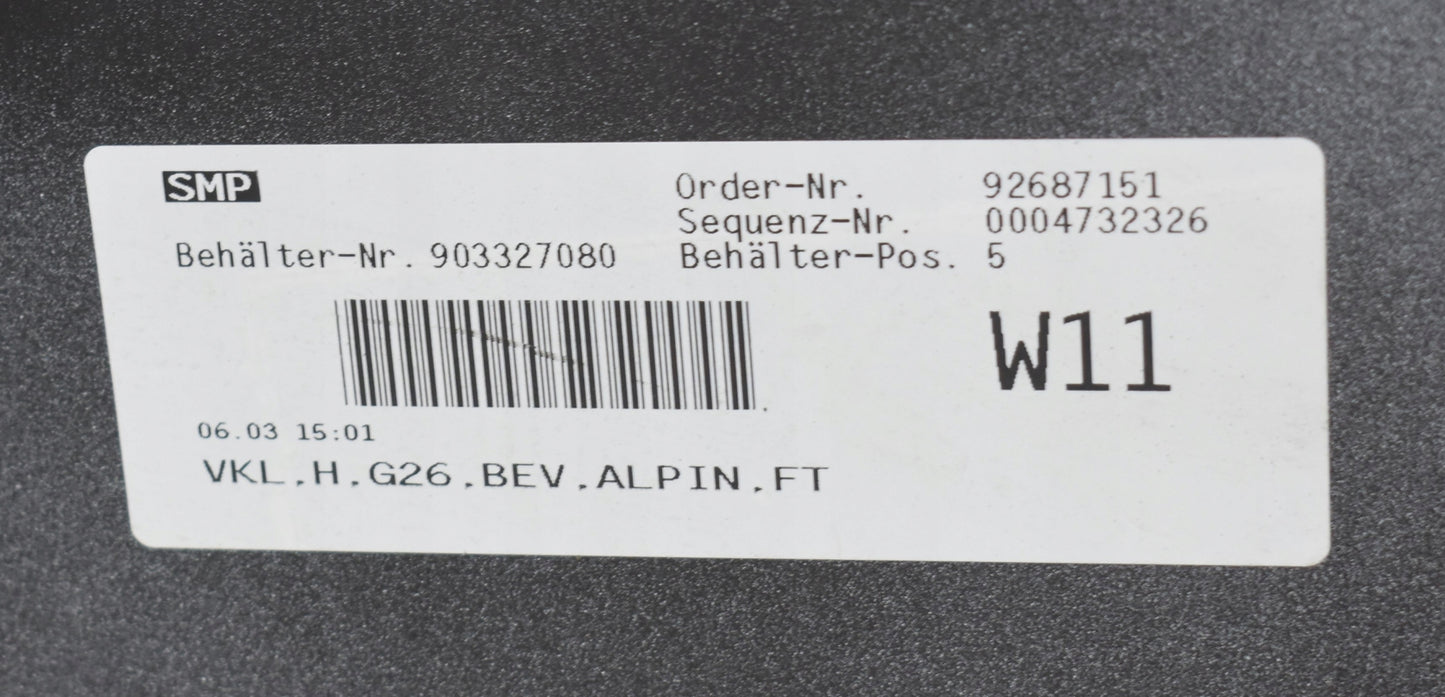 SMP
Order-Nr. 92687151
Sequenz-Nr. 0004732326
Behälter-Nr. 903327080 Behälter-Pos. 5
W11
06.03 15:01
VKL.H.G26.BEV.ALPIN.FT